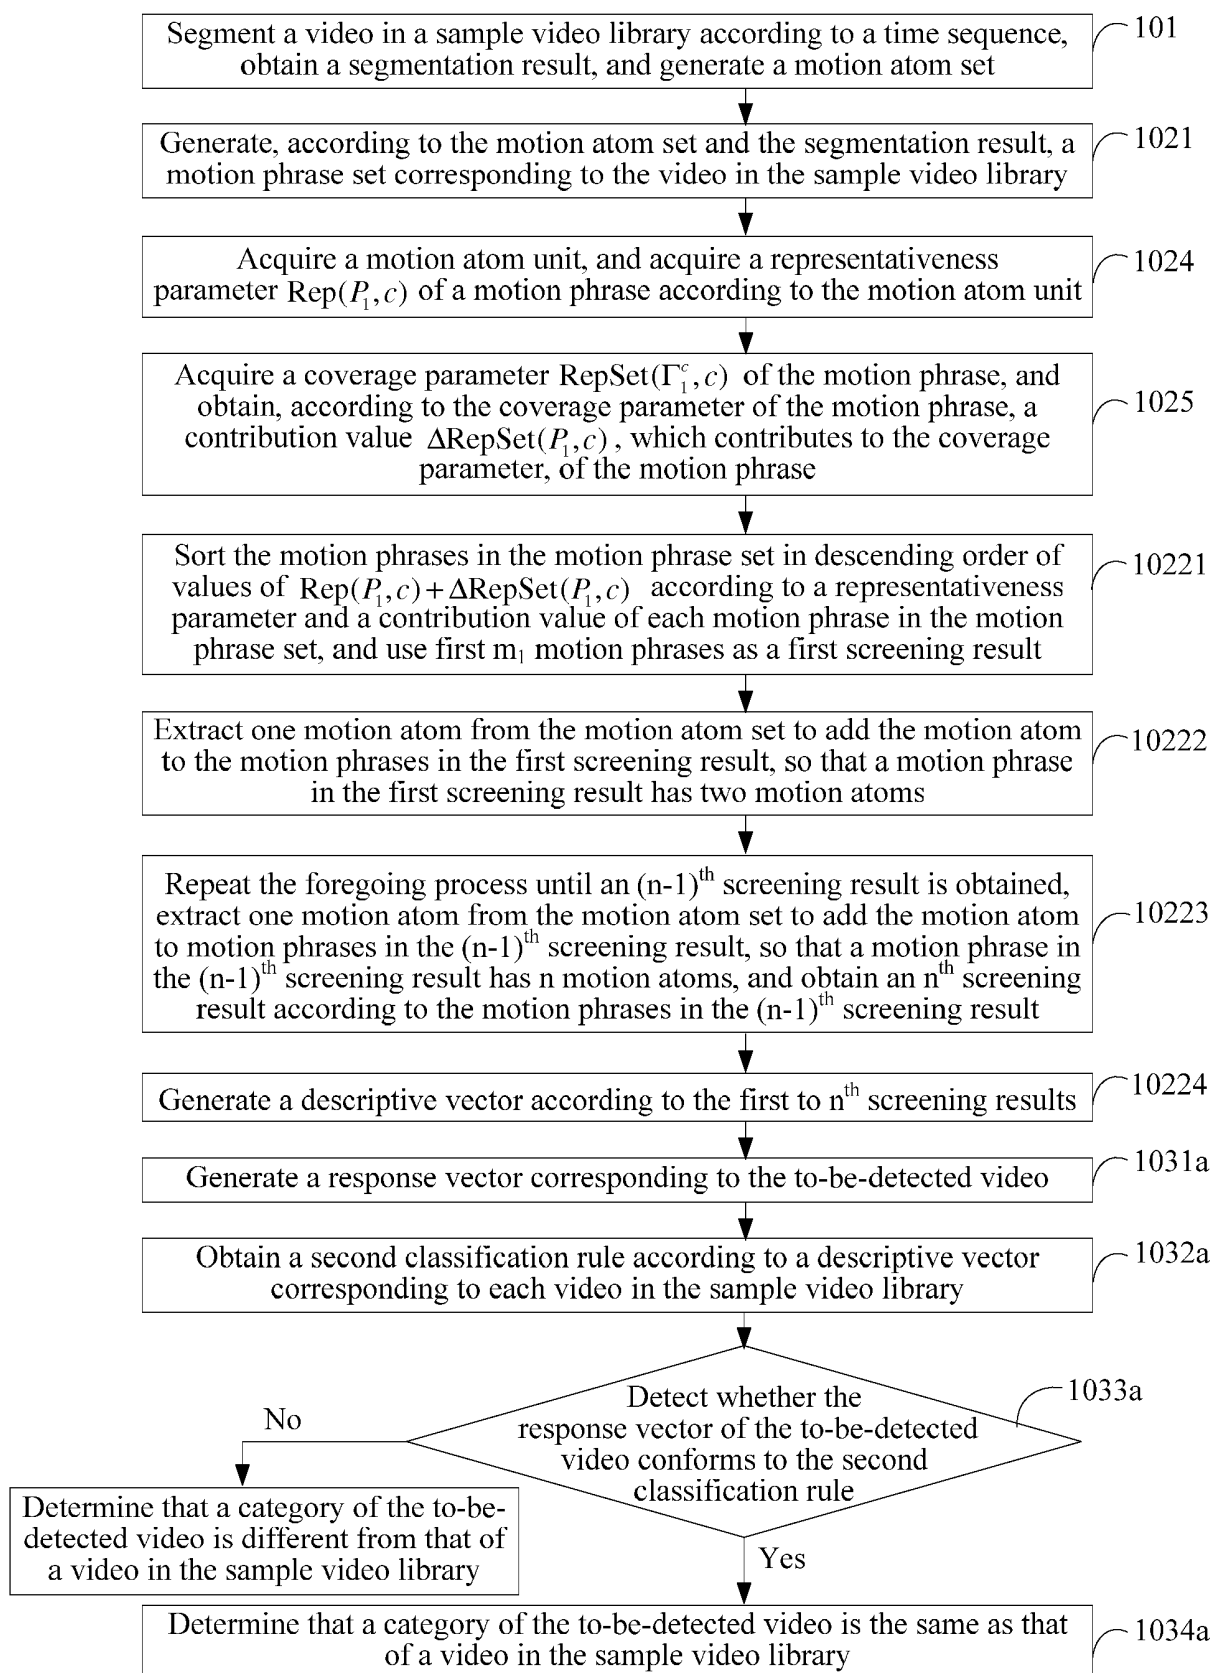 Segment a video in a sample video library according to a time sequence,
obtain a segmentation result, and generate a motion atom set
101
Generate, according to the motion atom set and the segmentation result, a
motion phrase set corresponding to the video in the sample video library
1021
Acquire a motion atom unit, and acquire a representativeness
parameter Rep(P₁,c) of a motion phrase according to the motion atom unit
1024
Acquire a coverage parameter RepSet(Γ₁ᶜ,c) of the motion phrase, and
obtain, according to the coverage parameter of the motion phrase, a
contribution value ΔRepSet(P₁,c), which contributes to the coverage
parameter, of the motion phrase
1025
Sort the motion phrases in the motion phrase set in descending order of
values of Rep(P₁,c)+ΔRepSet(P₁,c) according to a representativeness
parameter and a contribution value of each motion phrase in the motion
phrase set, and use first m₁ motion phrases as a first screening result
10221
Extract one motion atom from the motion atom set to add the motion atom
to the motion phrases in the first screening result, so that a motion phrase
in the first screening result has two motion atoms
10222
Repeat the foregoing process until an (n-1)th screening result is obtained,
extract one motion atom from the motion atom set to add the motion atom
to motion phrases in the (n-1)th screening result, so that a motion phrase in
the (n-1)th screening result has n motion atoms, and obtain an nth screening
result according to the motion phrases in the (n-1)th screening result
10223
Generate a descriptive vector according to the first to nth screening results
10224
Generate a response vector corresponding to the to-be-detected video
1031a
Obtain a second classification rule according to a descriptive vector
corresponding to each video in the sample video library
1032a
Detect whether the
response vector of the to-be-detected
video conforms to the second
classification rule
1033a
No
Determine that a category of the to-be-
detected video is different from that of
a video in the sample video library
Yes
Determine that a category of the to-be-detected video is the same as that
of a video in the sample video library
1034a